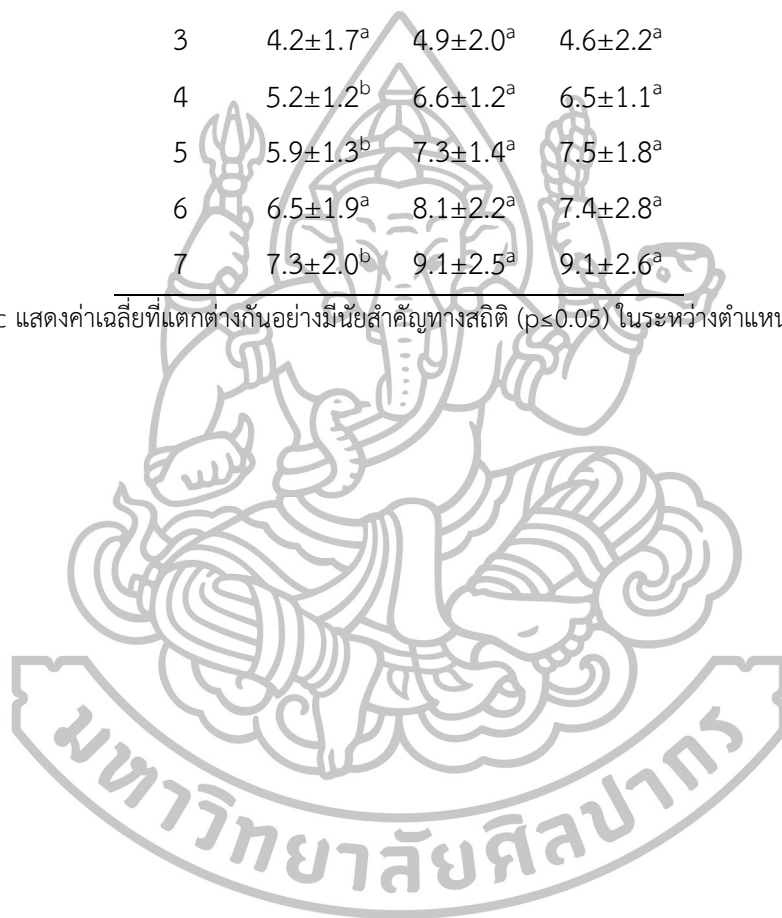 3 4.2±1.7ᵃ 4.9±2.0ᵃ 4.6±2.2ᵃ
4 5.2±1.2ᵇ 6.6±1.2ᵃ 6.5±1.1ᵃ
5 5.9±1.3ᵇ 7.3±1.4ᵃ 7.5±1.8ᵃ
6 6.5±1.9ᵃ 8.1±2.2ᵃ 7.4±2.8ᵃ
7 7.3±2.0ᵇ 9.1±2.5ᵃ 9.1±2.6ᵃ
c แสดงค่าเฉลี่ยที่แตกต่างกันอย่างมีนัยสำคัญทางสถิติ (p≤0.05) ในระหว่างตำแหน
มหาวิทยาลัยศิลปากร